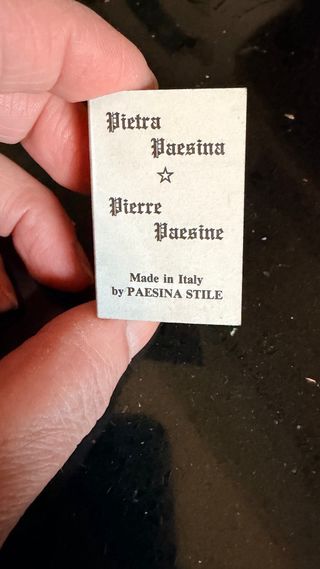 Pietra
Paesina
☆
Pierre
Paesine
Made in Italy
by PAESINA STILE